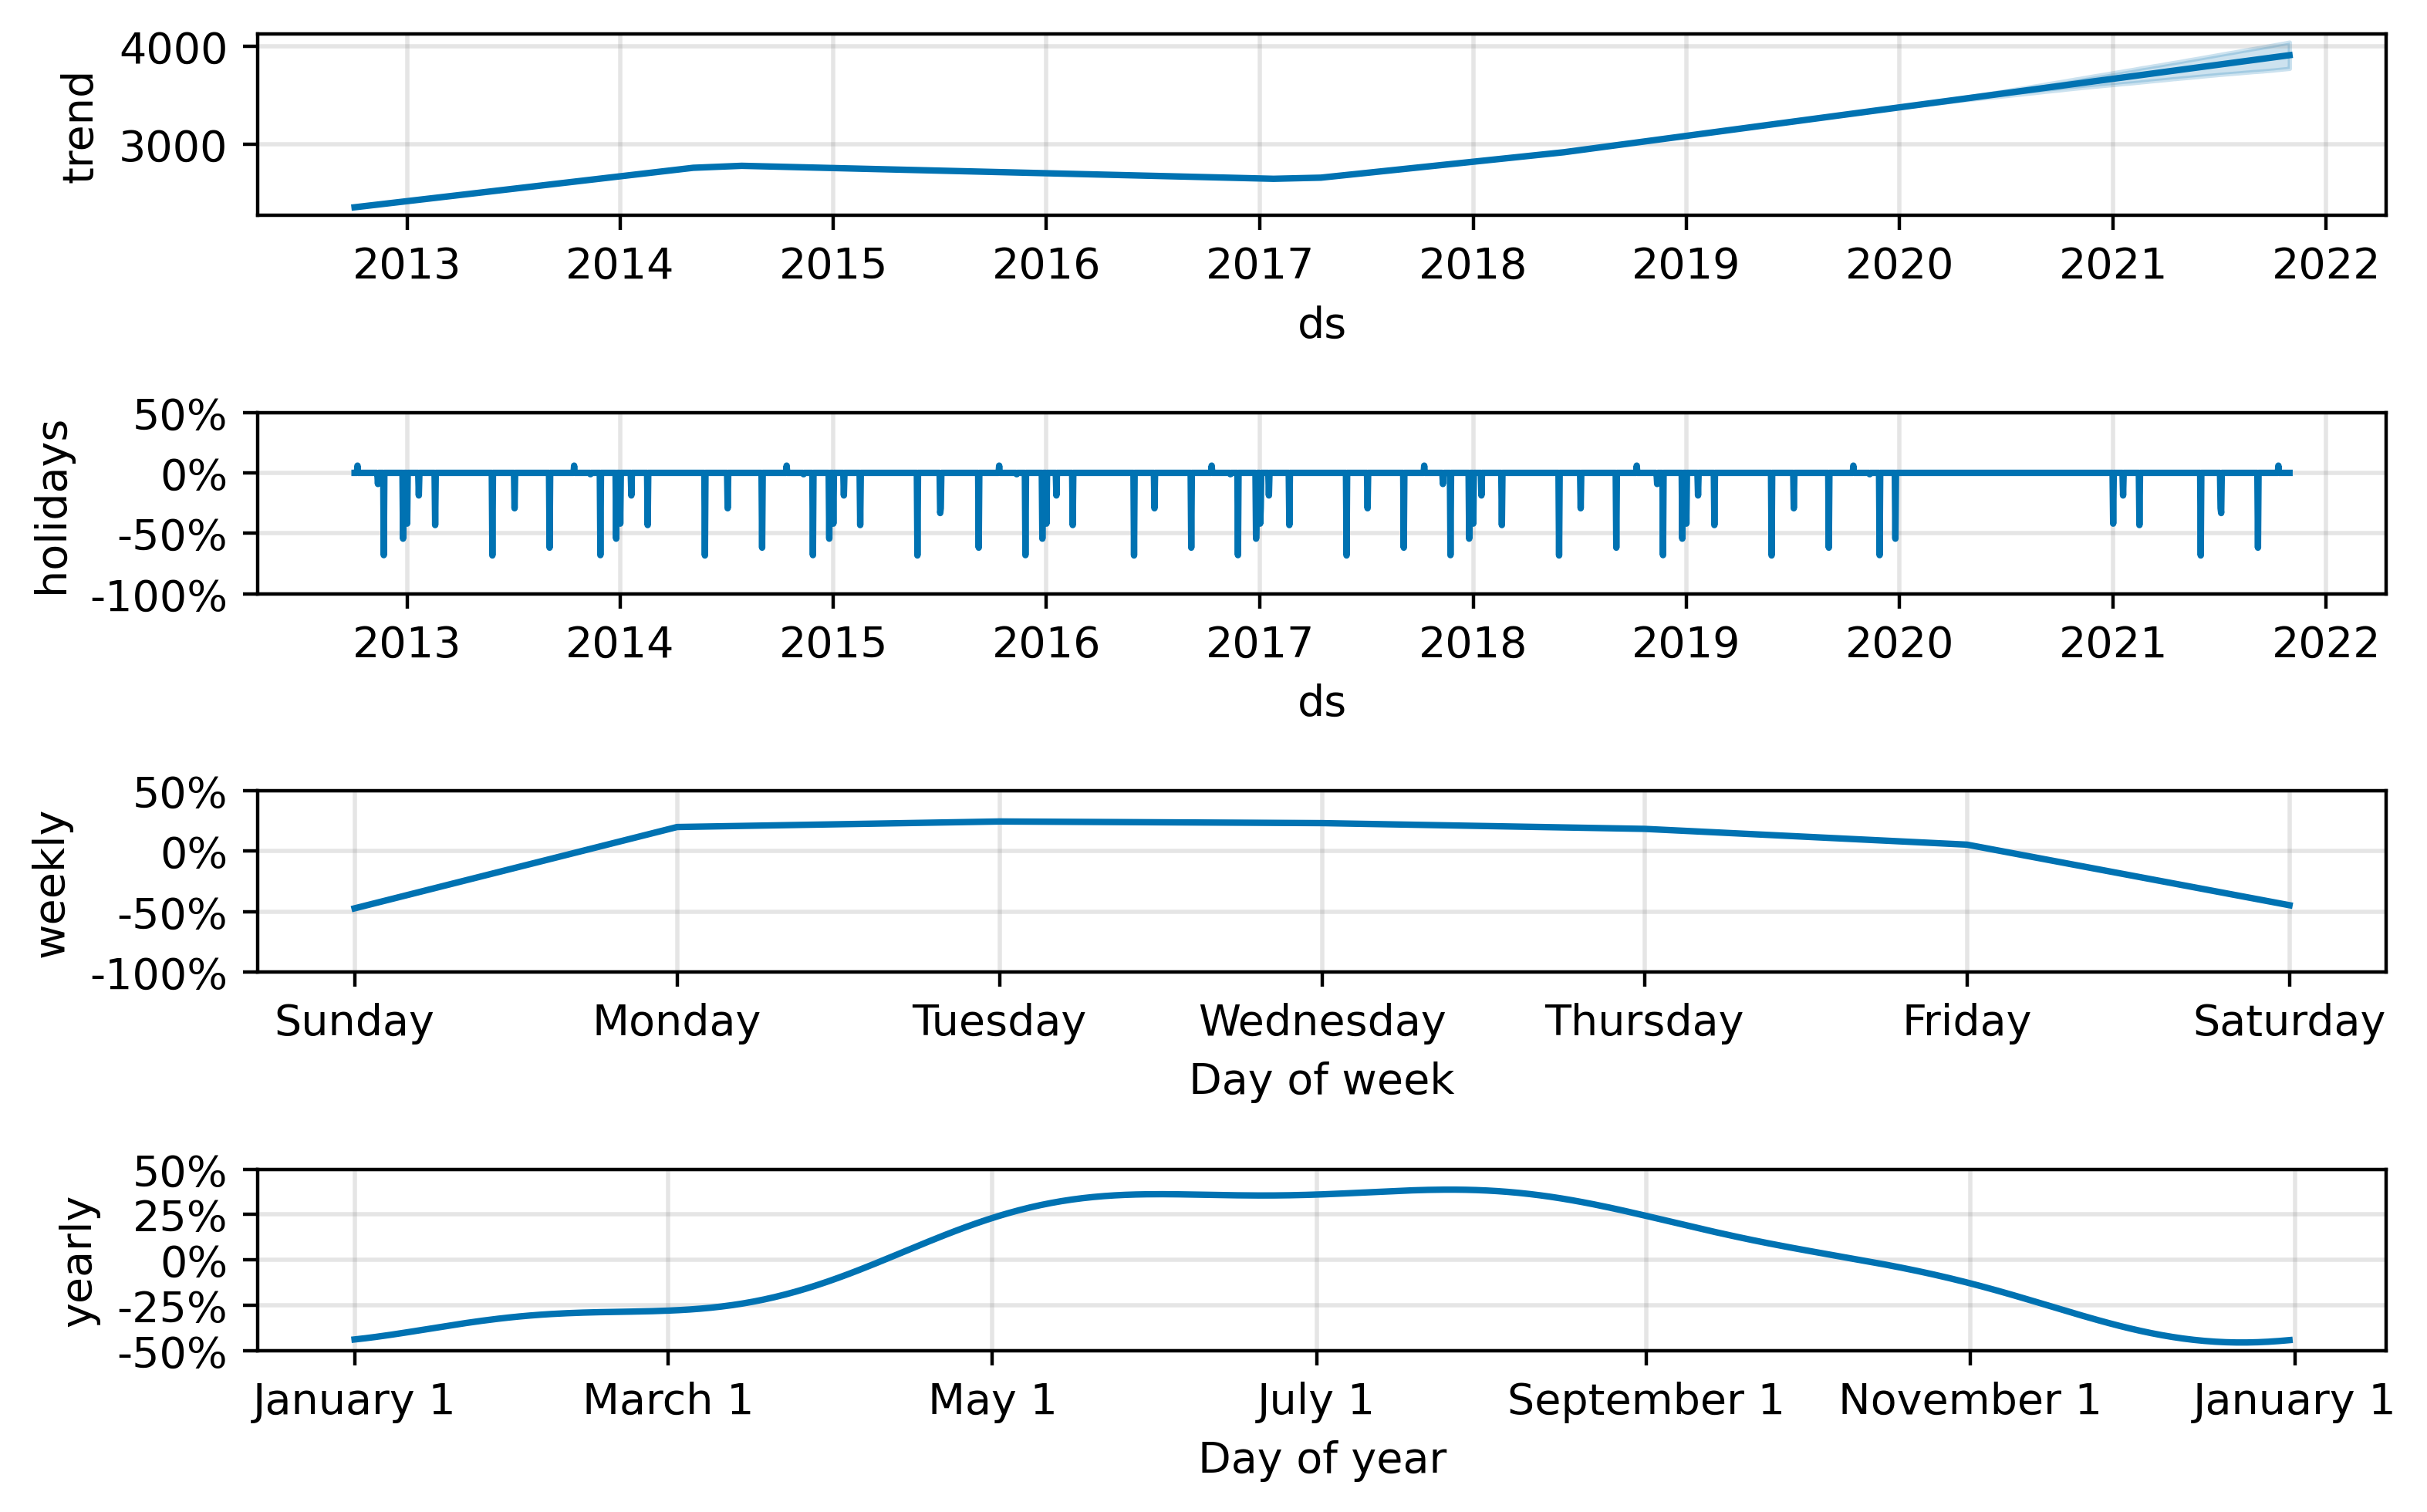 4000
3000
trend
2013 2014 2015 2016 2017 2018 2019 2020 2021 2022
ds
50%
0%
-50%
-100%
holidays
2013 2014 2015 2016 2017 2018 2019 2020 2021 2022
ds
50%
0%
-50%
-100%
weekly
Sunday Monday Tuesday Wednesday Thursday Friday Saturday
Day of week
50%
25%
0%
-25%
-50%
yearly
January 1 March 1 May 1 July 1 September 1 November 1 January 1
Day of year